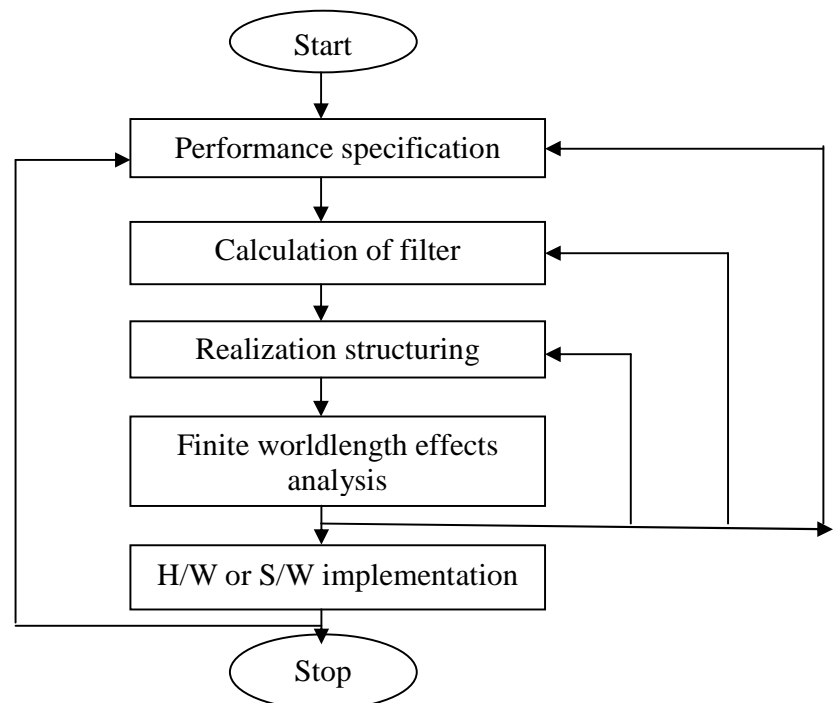 Start
Performance specification
Calculation of filter
Realization structuring
Finite worldlength effects
analysis
H/W or S/W implementation
Stop